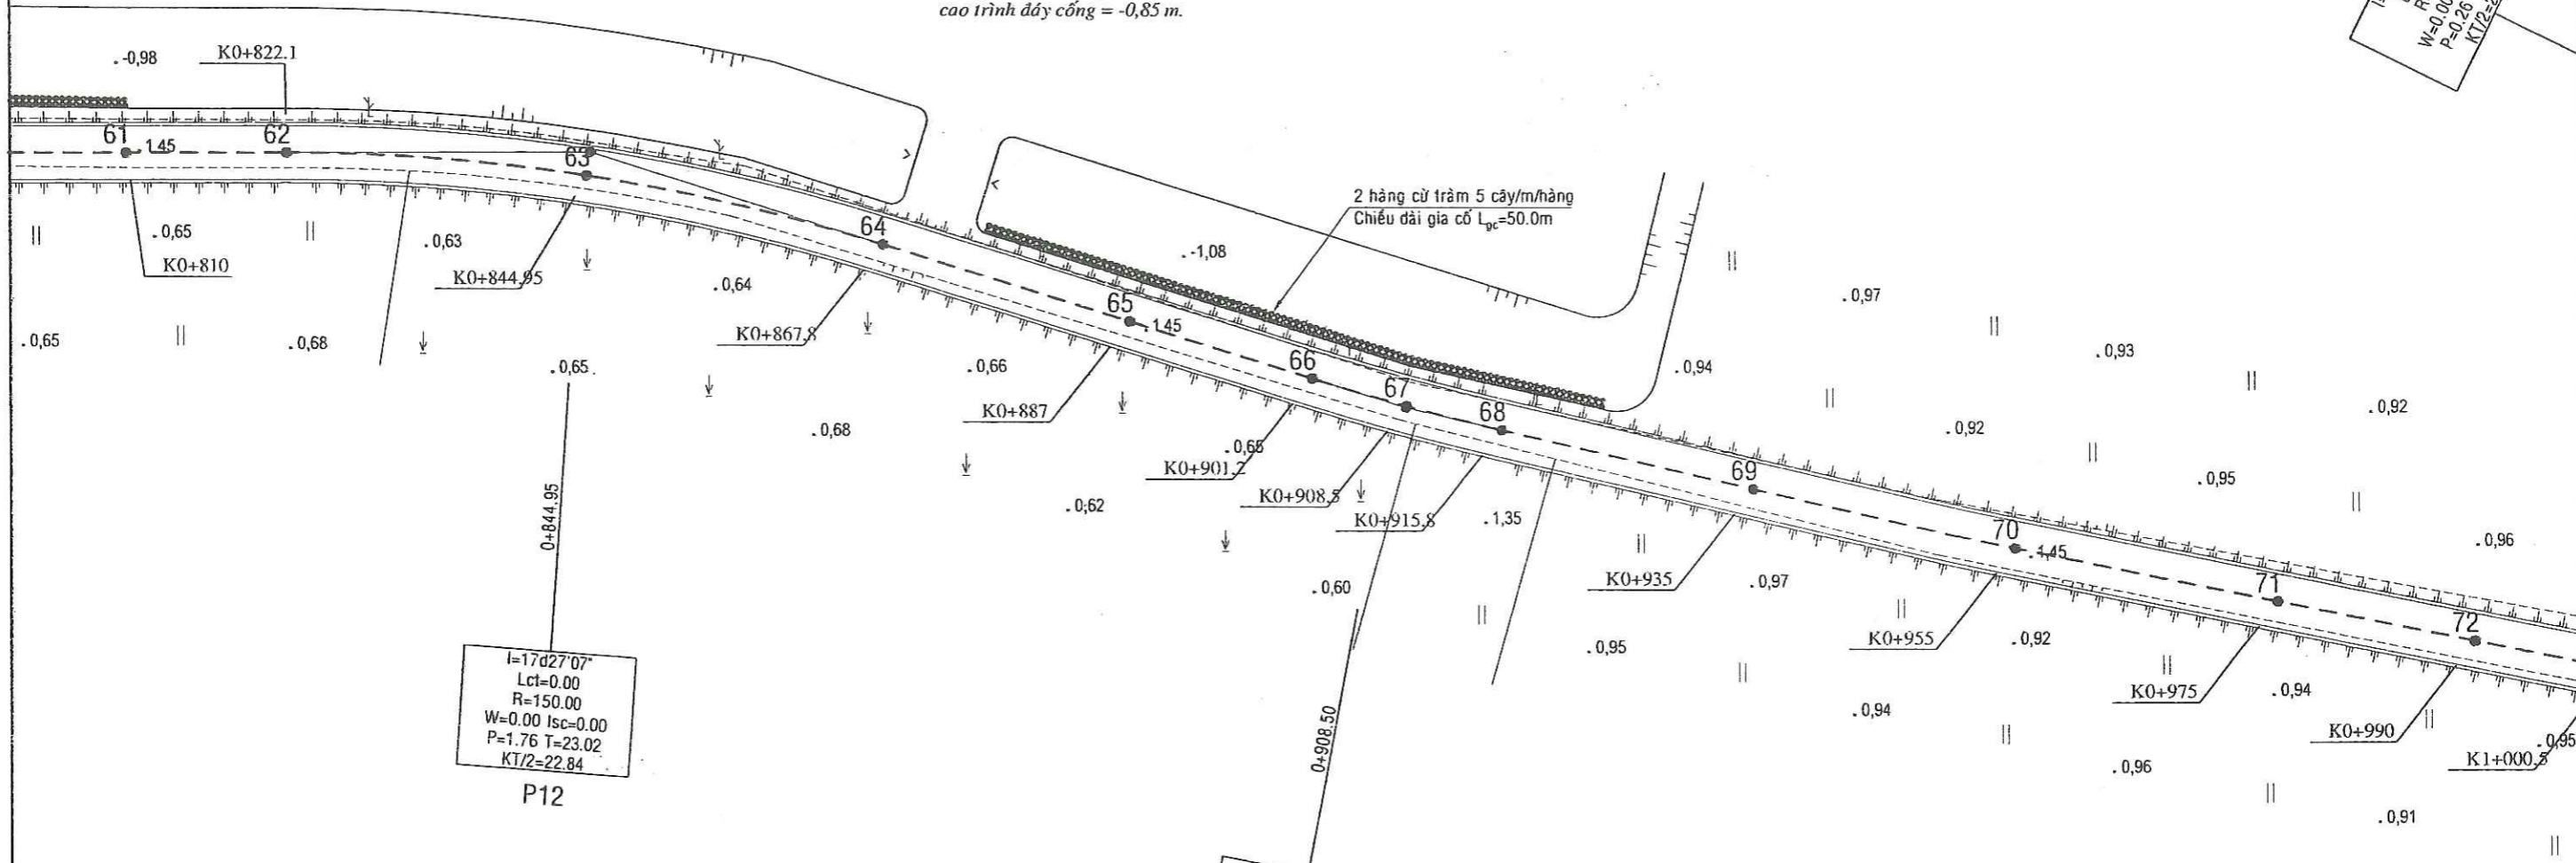 cao trình đáy cống = -0,85 m.
W=0.00
P=0.26
.-0,98
K0+822.1
61
.1,45
62
63
64
.0,65
.0,63
K0+810
K0+844.95
.0,64
.0,65
.0,68
K0+867.8
.0,65
2 hàng cừ tràm 5 cây/m/hàng
Chiều dài gia cố Lgc=50.0m
.-1,08
65
.1,45
66
67
68
.0,97
.0,93
.0,94
.0,92
.0,66
K0+887
.0,68
.0,65
K0+901.2
K0+908.5
K0+915.8
.0,62
.1,35
69
.0,92
.0,95
.0,96
70
.1,45
71
72
.0,60
K0+935
.0,97
.0,95
K0+955
.0,92
K0+975
.0,94
.0,94
K0+990
.0,95
K1+000.5
.0,96
.0,91
0+844.95
I=17d27'07"
Lct=0.00
R=150.00
W=0.00 Isc=0.00
P=1.76 T=23.02
KT/2=22.84
P12
0+908.50